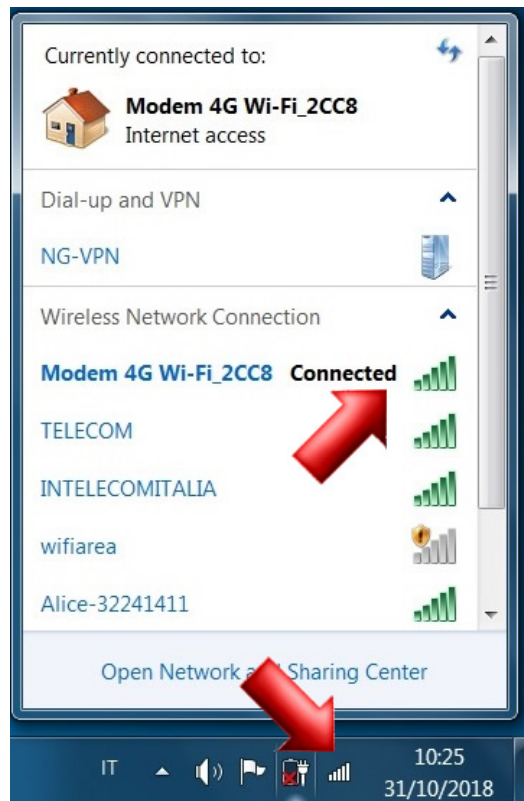 Currently connected to:
Modem 4G Wi-Fi_2CC8
Internet access
Dial-up and VPN
NG-VPN
Wireless Network Connection
Modem 4G Wi-Fi_2CC8 Connected
TELECOM
INTELECOMITALIA
wifiarea
Alice-32241411
Open Network and Sharing Center
IT
10:25
31/10/2018